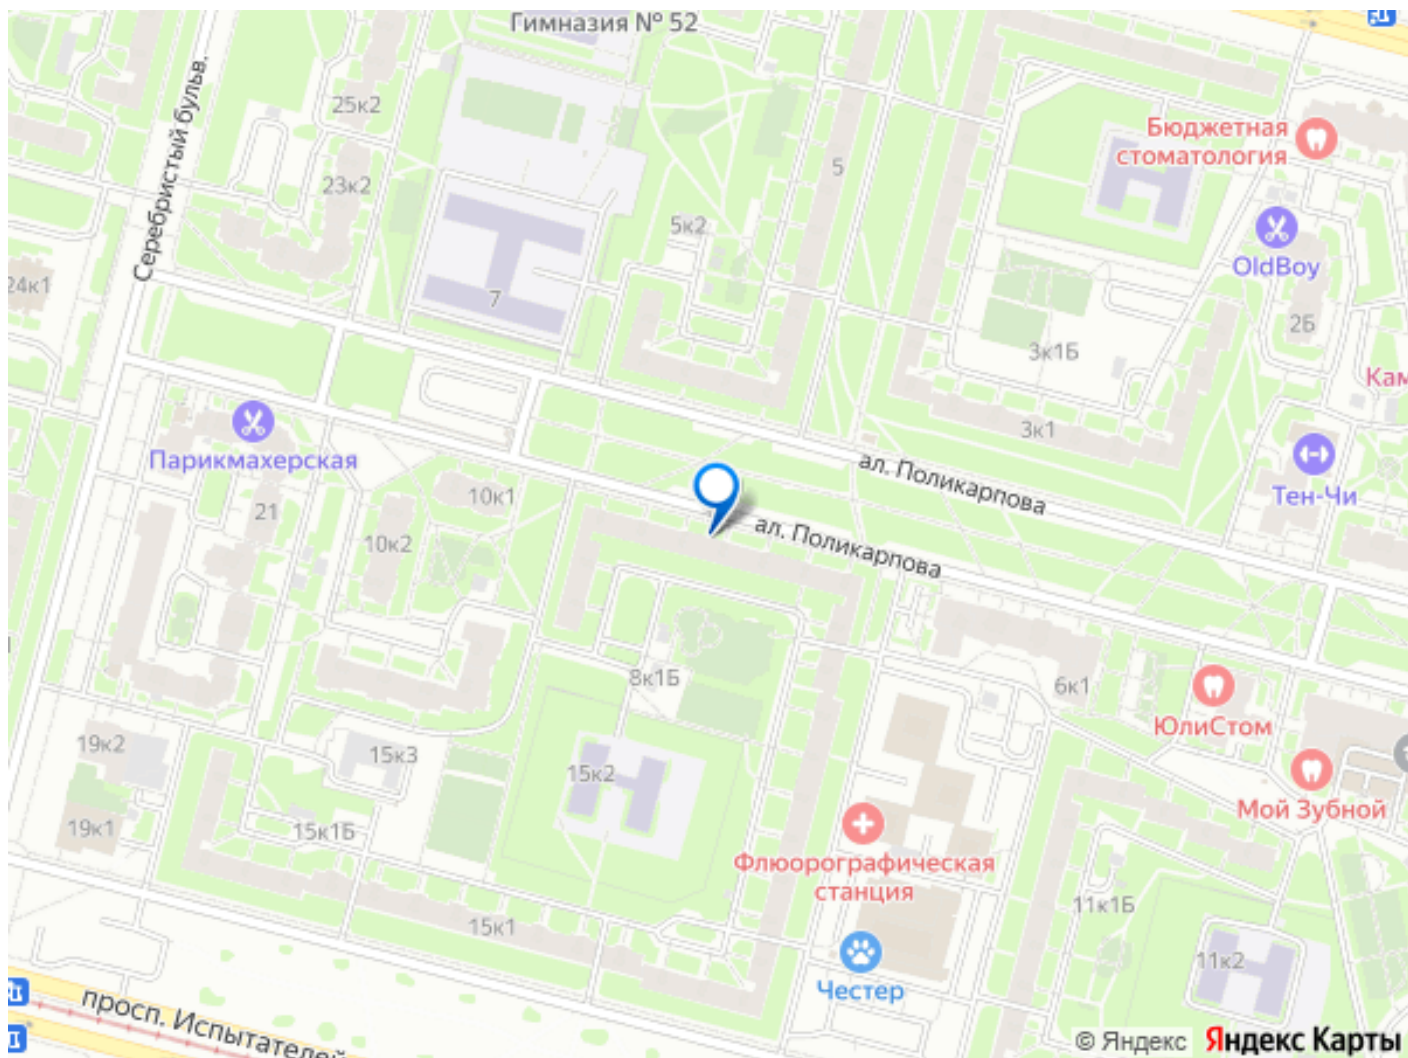 Гимназия № 52
Серебристый бульв.
25к2
Бюджетная
стоматология
5
23к2
5к2
OldBoy
24к1
7
2Б
3к1Б
Кам
3к1
Парикмахерская
ал. Поликарпова
Тен-Чи
10к1
21
ал. Поликарпова
10к2
8к1Б
6к1
ЮлиСтом
19к2
15к3
15к2
Мой Зубной
19к1
15к1Б
Флюорографическая
станция
11к1Б
15к1
11к2
Честер
просп. Испытателей
© Яндекс Яндекс Карты